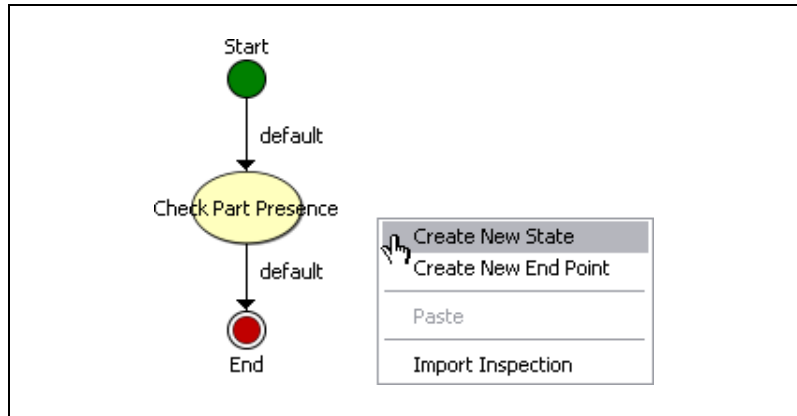 Start
default
Check Part Presence
default
End
Create New State
Create New End Point
Paste
Import Inspection